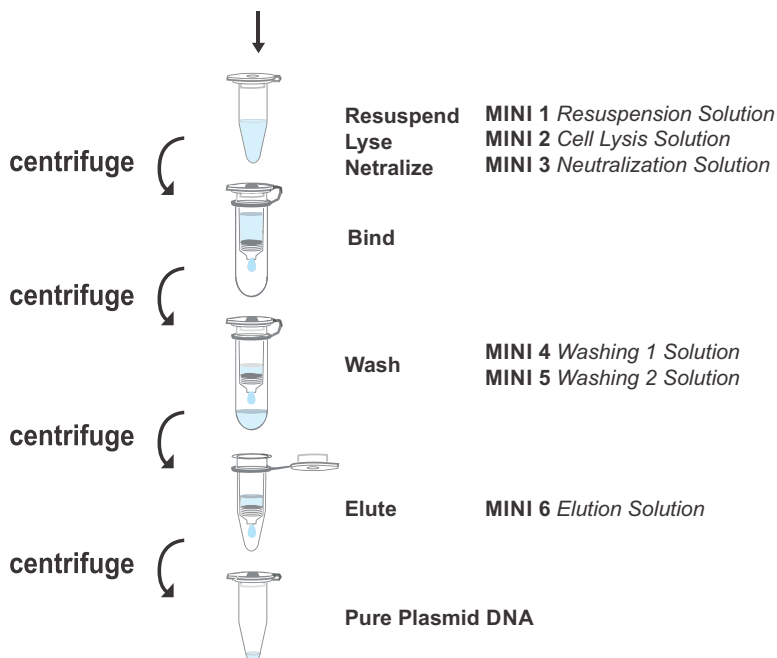 Resuspend MINI 1 Resuspension Solution
Lyse MINI 2 Cell Lysis Solution
Netralize MINI 3 Neutralization Solution
centrifuge
Bind
centrifuge
Wash
MINI 4 Washing 1 Solution
MINI 5 Washing 2 Solution
centrifuge
Elute MINI 6 Elution Solution
centrifuge
Pure Plasmid DNA